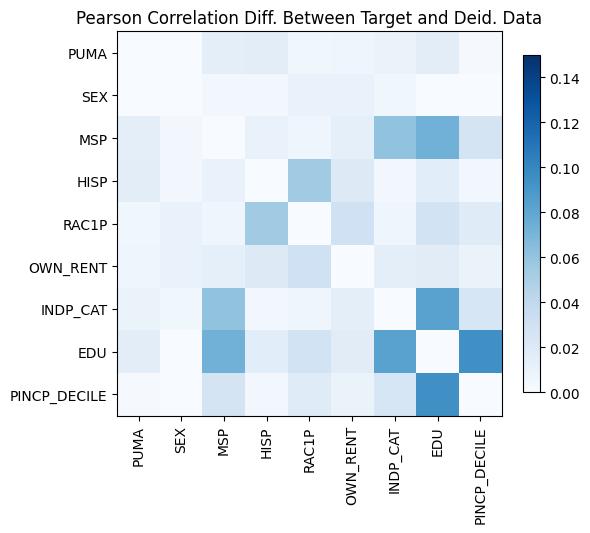 Pearson Correlation Diff. Between Target and Deid. Data
PUMA
SEX
MSP
HISP
RAC1P
OWN_RENT
INDP_CAT
EDU
PINCP_DECILE
PUMA
SEX
MSP
HISP
RAC1P
OWN_RENT
INDP_CAT
EDU
PINCP_DECILE
0.14
0.12
0.10
0.08
0.06
0.04
0.02
0.00